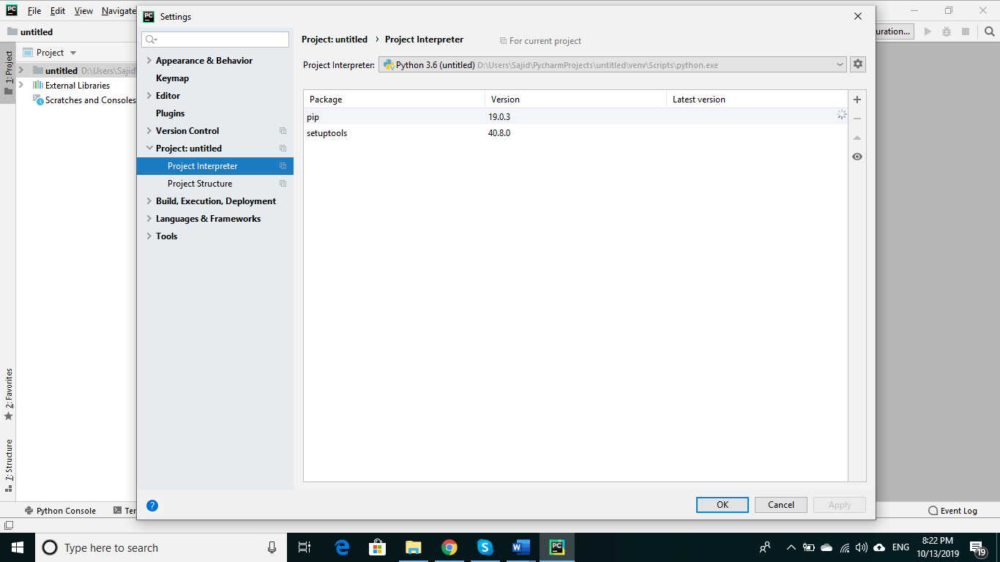 PC File Edit View Navigate
PC Settings
untitled
uration...
1: Project
Project
untitled D:\Users\Sajid
External Libraries
Scratches and Consoles
2: Favorites
7: Structure
Appearance & Behavior
Keymap
Editor
Plugins
Version Control
Project: untitled
Project Interpreter
Project Structure
Build, Execution, Deployment
Languages & Frameworks
Tools
Project: untitled › Project Interpreter For current project
Project Interpreter: Python 3.6 (untitled) D:\Users\Sajid\PycharmProjects\untitled\venv\Scripts\python.exe
Package Version Latest version
pip 19.0.3
setuptools 40.8.0
? OK Cancel Apply
Python Console Ter Event Log
Type here to search
W PC
ENG
8:22 PM
10/13/2019
19